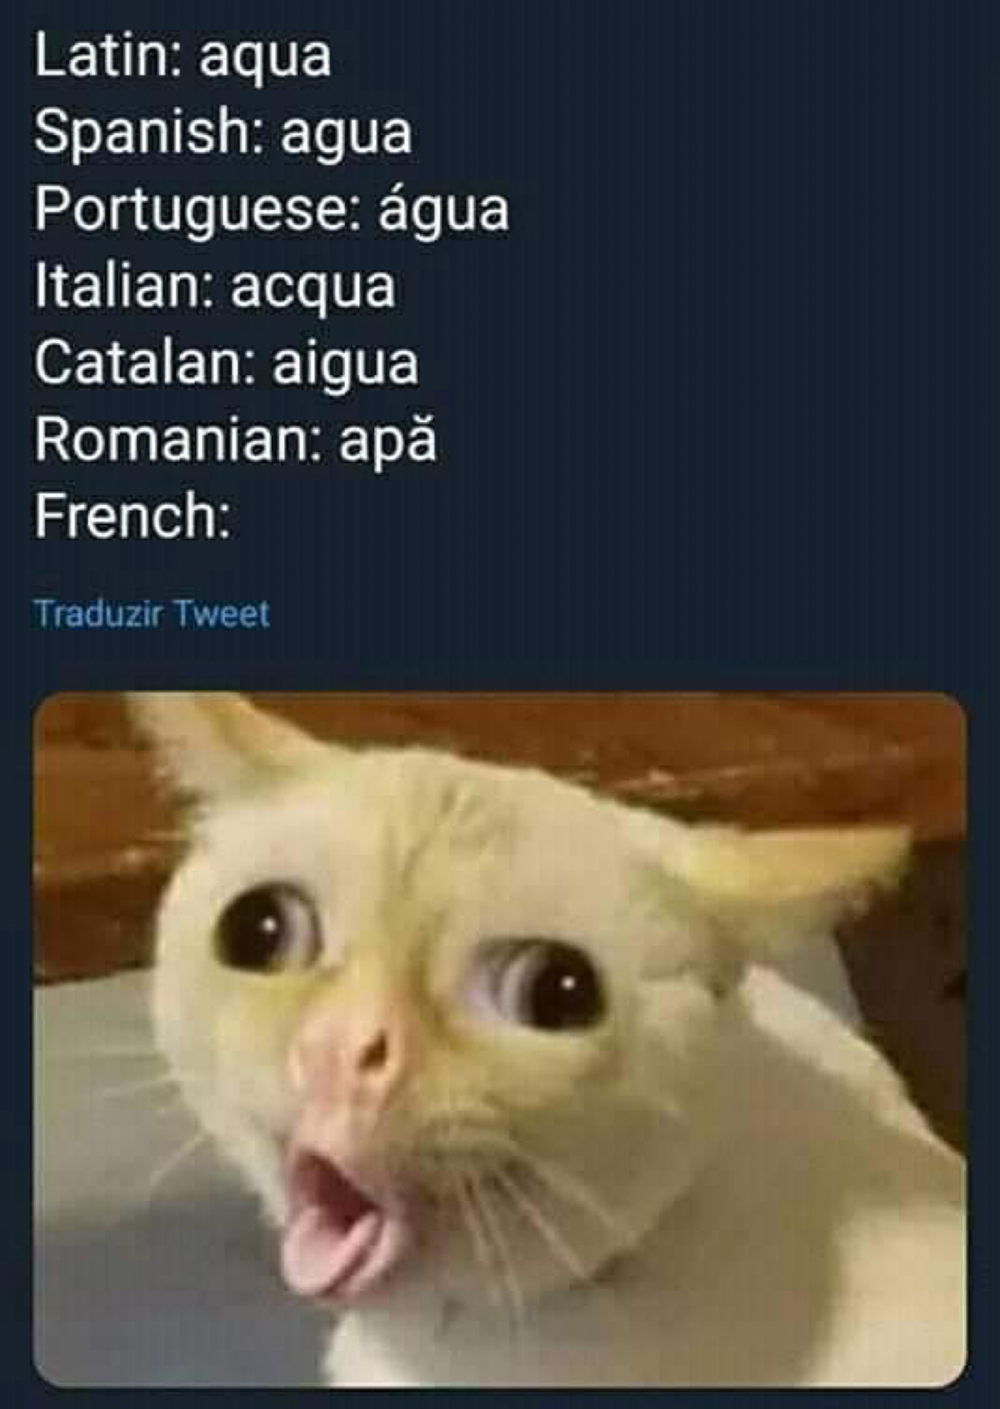 Latin: aqua
Spanish: agua
Portuguese: água
Italian: acqua
Catalan: aigua
Romanian: apă
French:
Traduzir Tweet